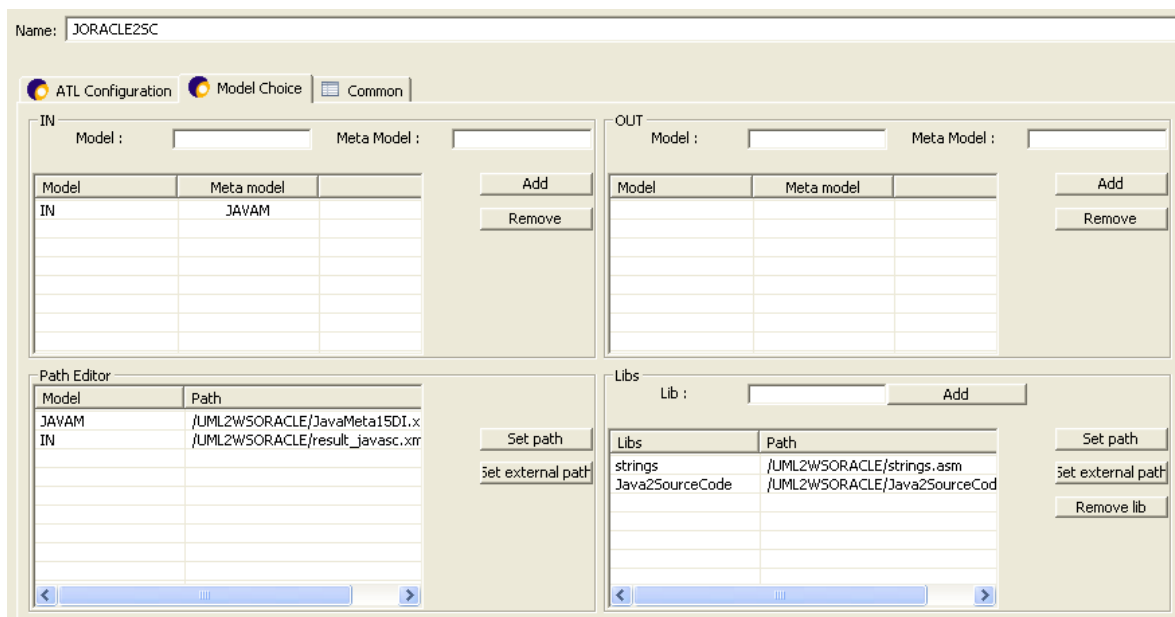 Name: JORACLE2SC
ATL Configuration Model Choice Common
IN
Model : Meta Model :
Model Meta model
Add
IN JAVAM
Remove
OUT
Model : Meta Model :
Model Meta model
Add
Remove
Path Editor
Model Path
JAVAM /UML2WSORACLE/JavaMeta15DI.x
IN /UML2WSORACLE/result_javasc.xm
Set path
Set external path
Libs
Lib : Add
Libs Path
strings /UML2WSORACLE/strings.asm
Java2SourceCode /UML2WSORACLE/Java2SourceCod
Set path
Set external path
Remove lib